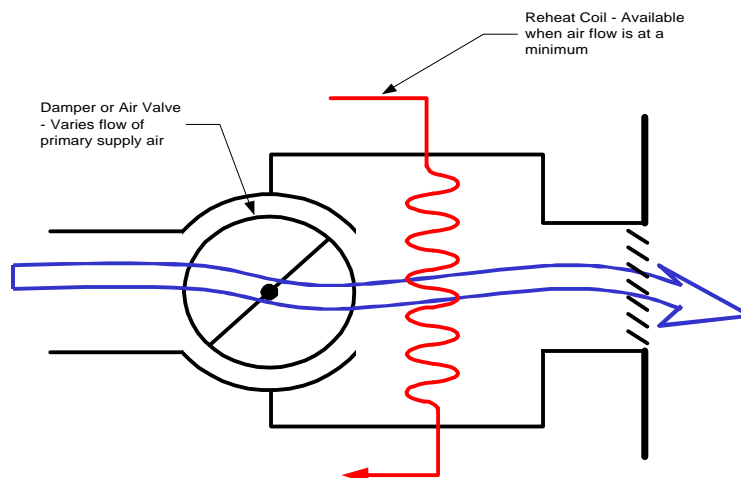 Reheat Coil - Available
when air flow is at a
minimum
Damper or Air Valve
- Varies flow of
primary supply air